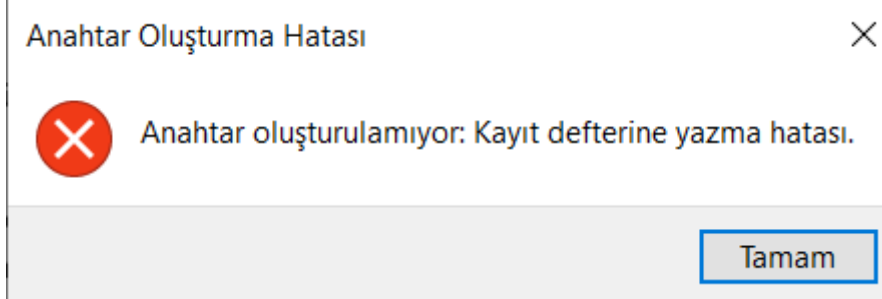 Anahtar Oluşturma Hatası
Anahtar oluşturulamıyor: Kayıt defterine yazma hatası.
Tamam